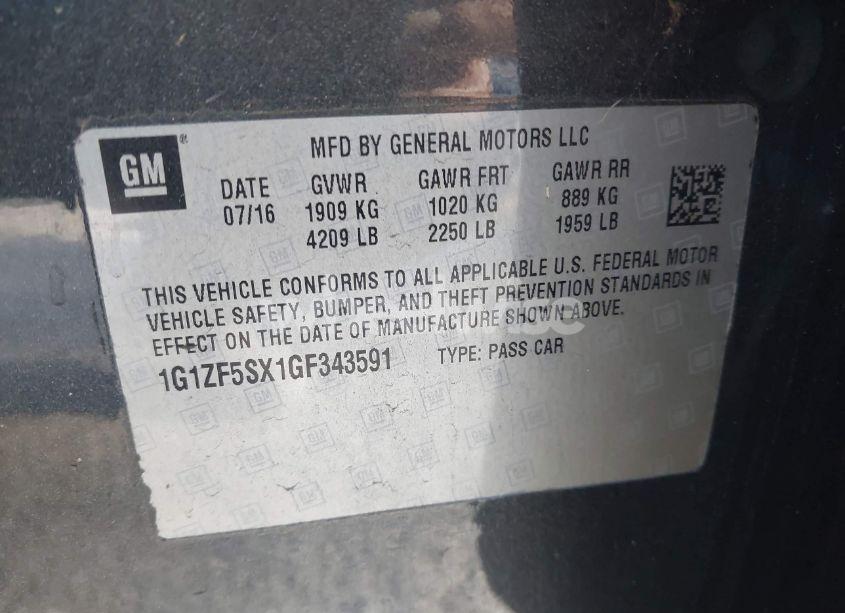 GM
MFD BY GENERAL MOTORS LLC
DATE GVWR GAWR FRT GAWR RR
07/16 1909 KG 1020 KG 889 KG
4209 LB 2250 LB 1959 LB
THIS VEHICLE CONFORMS TO ALL APPLICABLE U.S. FEDERAL MOTOR
VEHICLE SAFETY, BUMPER, AND THEFT PREVENTION STANDARDS IN
EFFECT ON THE DATE OF MANUFACTURE SHOWN ABOVE.
1G1ZF5SX1GF343591 TYPE: PASS CAR